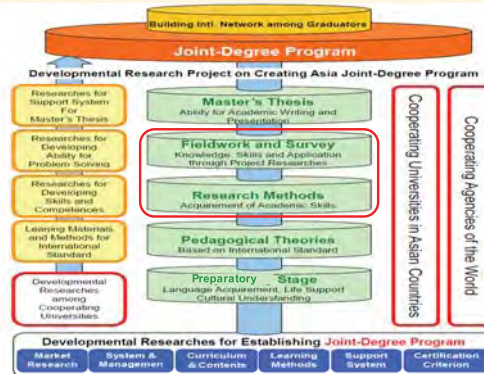 Building Intl. Network among Graduators
Joint-Degree Program
Developmental Research Project on Creating Asia Joint-Degree Program
Researches for
Support System
For
Master's Thesis
Master's Thesis
Ability for Academic Writing and
Presentation
Researches for
Developing
Ability for
Problem Solving
Fieldwork and Survey
Knowledge, Skills and Application
through Project Researches
Researches for
Developing
Skills and
Competences
Research Methods
Acquirement of Academic Skills
Learning Materials
and Methods for
International
Standard
Pedagogical Theories
Based on International Standard
Developmental
Researches
among
Cooperating
Universities
Preparatory Stage
Language Acquirement, Life Support
Cultural Understanding
Cooperating Universities in Asian Countries
Cooperating Agencies of the World
Developmental Researches for Establishing Joint-Degree Program
Market
Research
System &
Managemen
Curriculum
& Contents
Learning
Methods
Support
System
Certification
Criterion